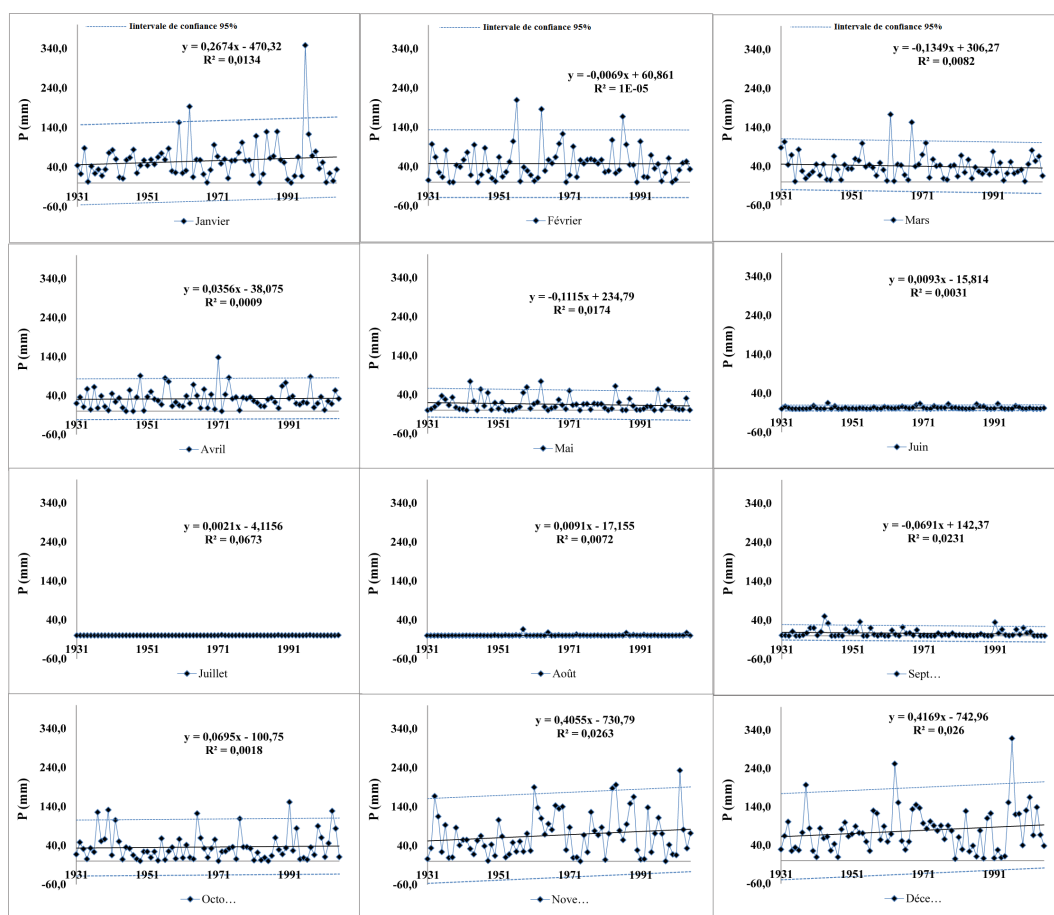 Iintervale de confiance 95%
Iintervale de confiance 95%
Iintervale de confiance 95%
340,0
240,0
140,0
40,0
-60,0
P (mm)
y = 0,2674x - 470,32
R² = 0,0134
1931
1951
1971
1991
Janvier
340,0
240,0
140,0
40,0
-60,0
P (mm)
y = -0,0069x + 60,861
R² = 1E-05
1931
1951
1971
1991
Février
340,0
240,0
140,0
40,0
-60,0
P (mm)
y = -0,1349x + 306,27
R² = 0,0082
1931
1951
1971
1991
Mars
340,0
240,0
140,0
40,0
-60,0
P (mm)
y = 0,0356x - 38,075
R² = 0,0009
1931
1951
1971
1991
Avril
340,0
240,0
140,0
40,0
-60,0
P (mm)
y = -0,1115x + 234,79
R² = 0,0174
1931
1951
1971
1991
Mai
340,0
240,0
140,0
40,0
-60,0
P (mm)
y = 0,0093x - 15,814
R² = 0,0031
1931
1951
1971
1991
Juin
340,0
240,0
140,0
40,0
-60,0
P (mm)
y = 0,0021x - 4,1156
R² = 0,0673
1931
1951
1971
1991
Juillet
340,0
240,0
140,0
40,0
-60,0
P (mm)
y = 0,0091x - 17,155
R² = 0,0072
1931
1951
1971
1991
Août
340,0
240,0
140,0
40,0
-60,0
P (mm)
y = -0,0691x + 142,37
R² = 0,0231
1931
1951
1971
1991
Sept…
340,0
240,0
140,0
40,0
-60,0
P (mm)
y = 0,0695x - 100,75
R² = 0,0018
1931
1951
1971
1991
Octo…
340,0
240,0
140,0
40,0
-60,0
P (mm)
y = 0,4055x - 730,79
R² = 0,0263
1931
1951
1971
1991
Nove…
340,0
240,0
140,0
40,0
-60,0
P (mm)
y = 0,4169x - 742,96
R² = 0,026
1931
1951
1971
1991
Déce…